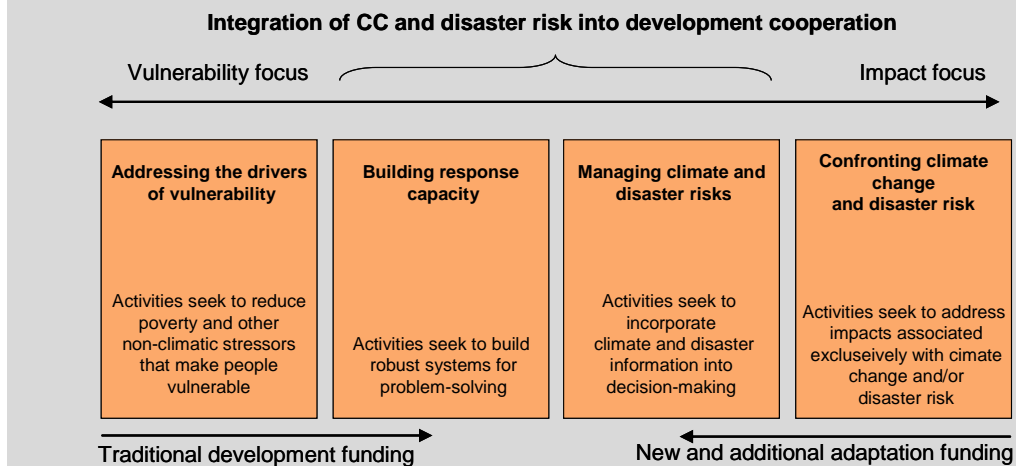 Integration of CC and disaster risk into development cooperation
Vulnerability focus
Impact focus
Addressing the drivers
of vulnerability
Activities seek to reduce
poverty and other
non-climatic stressors
that make people
vulnerable
Building response
capacity
Activities seek to build
robust systems for
problem-solving
Managing climate and
disaster risks
Activities seek to
incorporate
climate and disaster
information into
decision-making
Confronting climate
change
and disaster risk
Activities seek to address
impacts associated
excluseively with cimate
change and/or
disaster risk
Traditional development funding
New and additional adaptation funding